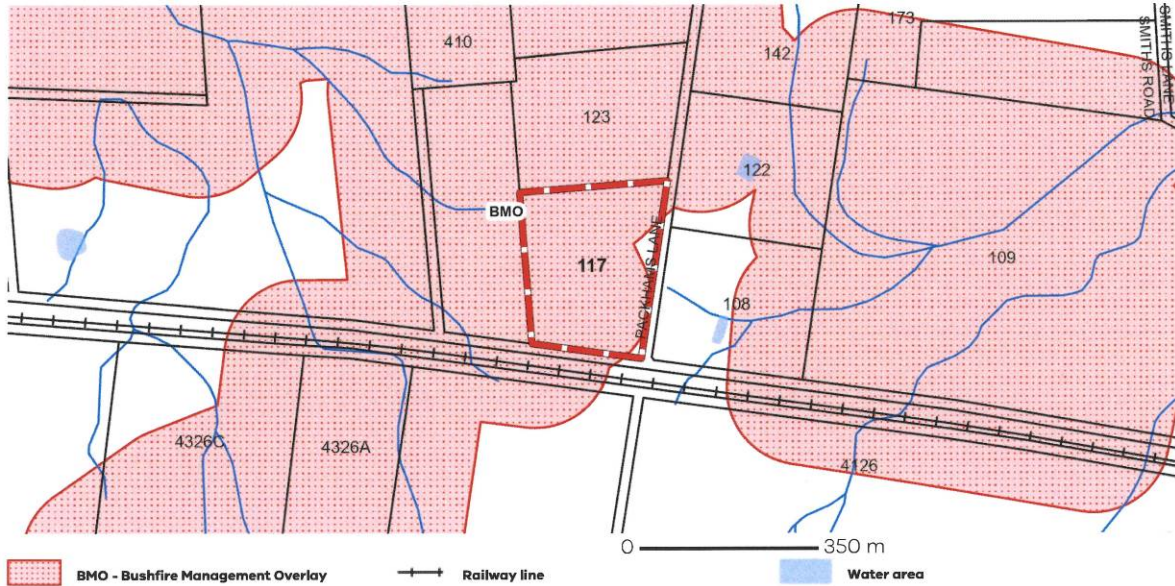 173
410
142
SMITHS LANE
SMITHS ROAD
123
122
BMO
117
PACKHAMS LANE
109
108
4326C
4326A
4126
0 350 m
BMO - Bushfire Management Overlay
Railway line
Water area